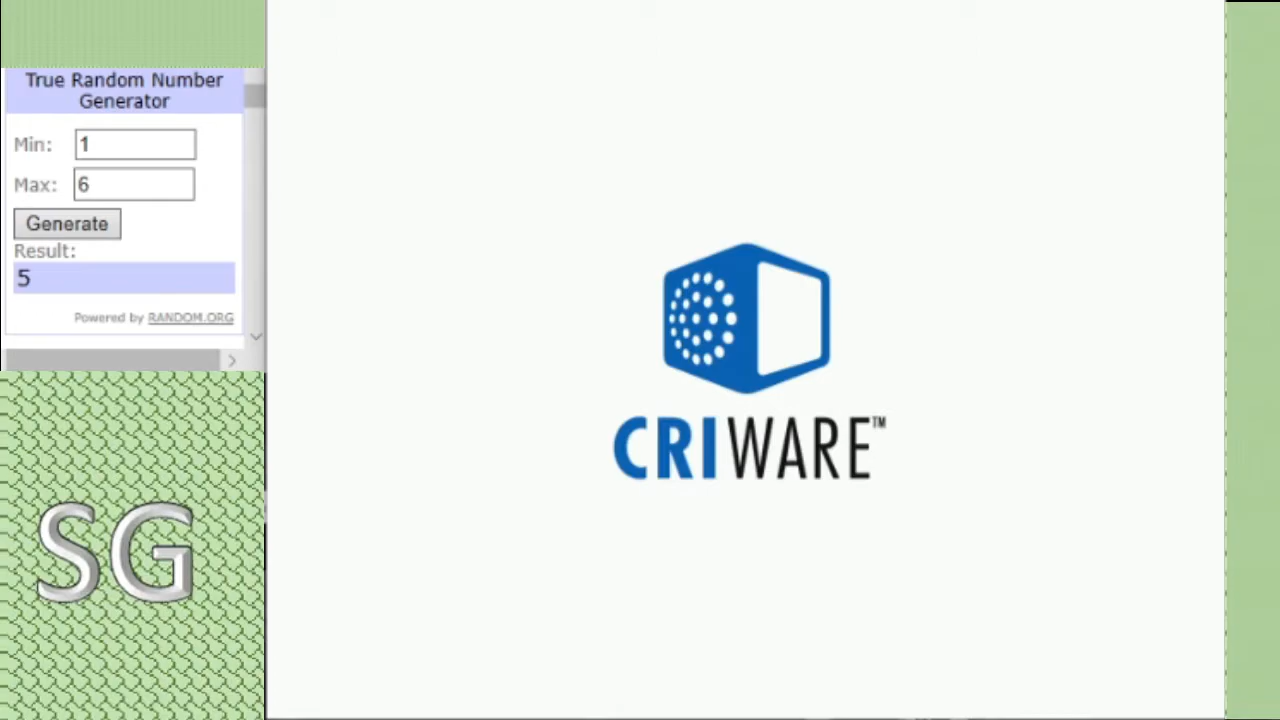 True Random Number
Generator
Min: 1
Max: 6
Generate
Result:
5
Powered by RANDOM.ORG
SG
CRIWARE™